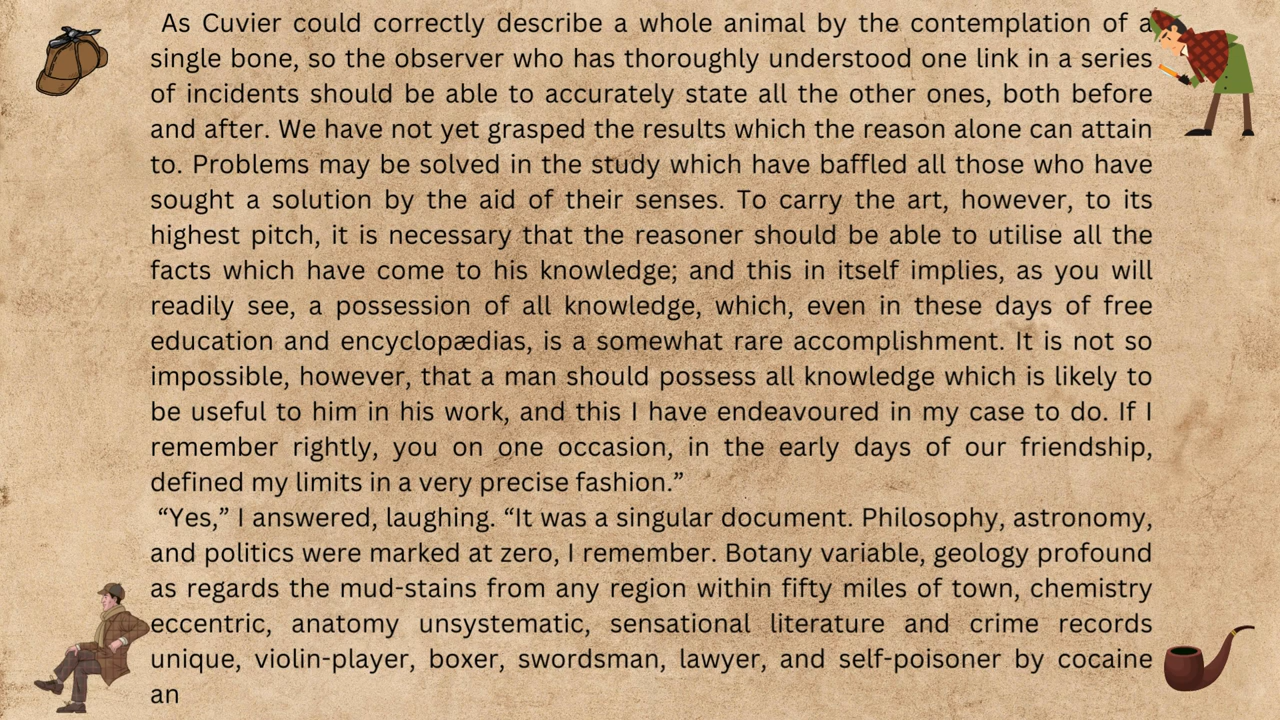 As Cuvier could correctly describe a whole animal by the contemplation of a
single bone, so the observer who has thoroughly understood one link in a series
of incidents should be able to accurately state all the other ones, both before
and after. We have not yet grasped the results which the reason alone can attain
to. Problems may be solved in the study which have baffled all those who have
sought a solution by the aid of their senses. To carry the art, however, to its
highest pitch, it is necessary that the reasoner should be able to utilise all the
facts which have come to his knowledge; and this in itself implies, as you will
readily see, a possession of all knowledge, which, even in these days of free
education and encyclopædias, is a somewhat rare accomplishment. It is not so
impossible, however, that a man should possess all knowledge which is likely to
be useful to him in his work, and this I have endeavoured in my case to do. If I
remember rightly, you on one occasion, in the early days of our friendship,
defined my limits in a very precise fashion.”
“Yes,” I answered, laughing. “It was a singular document. Philosophy, astronomy,
and politics were marked at zero, I remember. Botany variable, geology profound
as regards the mud-stains from any region within fifty miles of town, chemistry
eccentric, anatomy unsystematic, sensational literature and crime records
unique, violin-player, boxer, swordsman, lawyer, and self-poisoner by cocaine
an